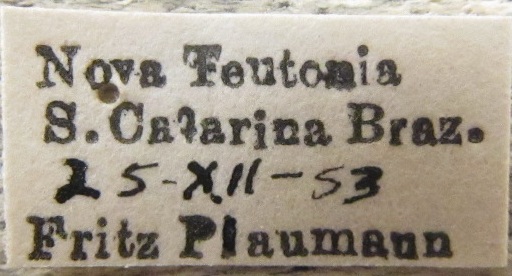 Nova Teutonia
S. Catarina Braz.
25-XII-53
Fritz Plaumann